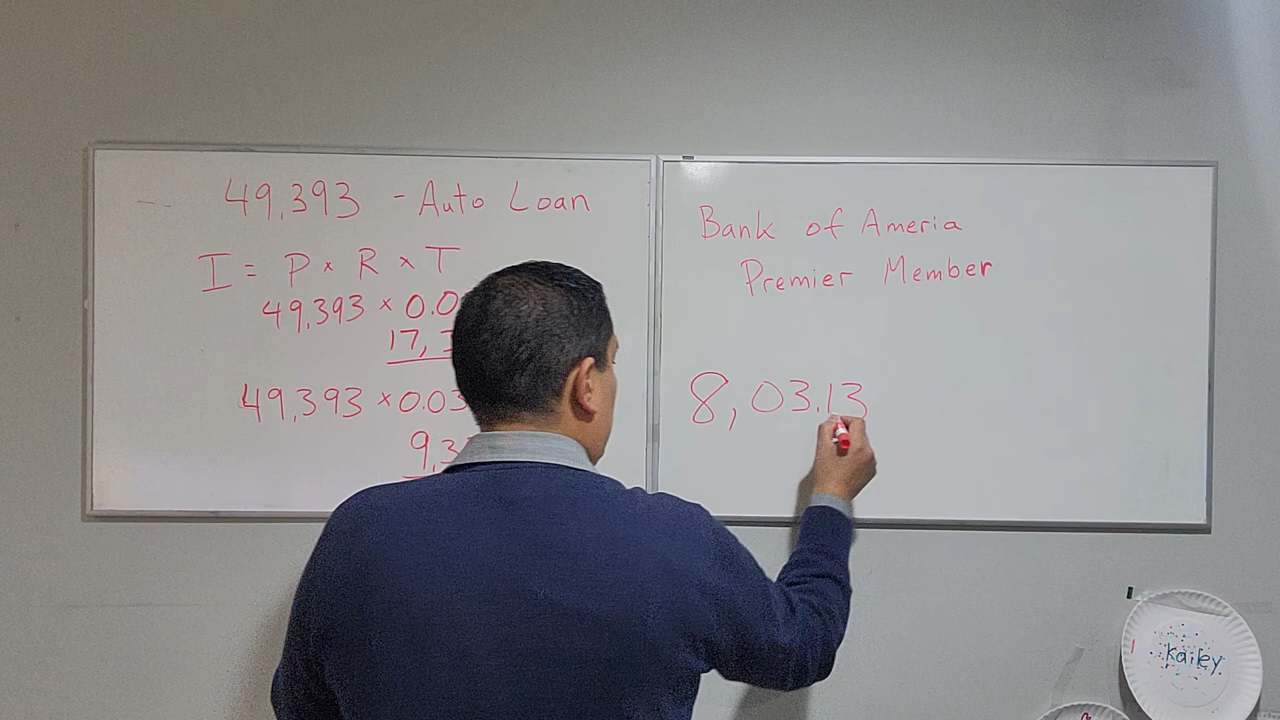 49,393 - Auto Loan
I = P x R x T
49,393 x 0.0
17,
49,393 x 0.03
9,3
Bank of Ameria
Premier Member
8,03.13
Kailey